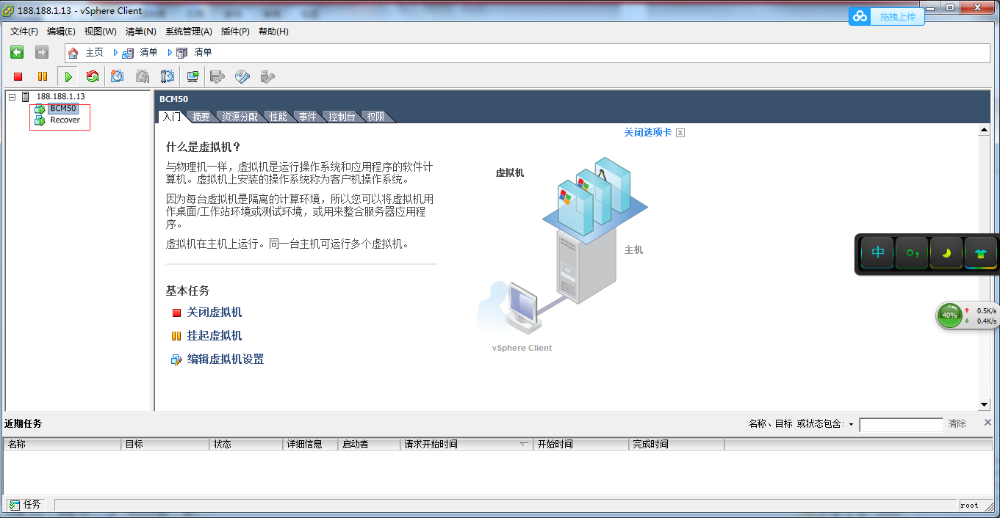 188.188.1.13 - vSphere Client
拖拽上传
文件(F) 编辑(E) 视图(W) 清单(N) 系统管理(A) 插件(P) 帮助(H)
主页 清单 清单
188.188.1.13
BCM50
Recover
BCM50
入门 摘要 资源分配 性能 事件 控制台 权限
关闭选项卡
什么是虚拟机？
与物理机一样，虚拟机是运行操作系统和应用程序的软件计
算机。虚拟机上安装的操作系统称为客户机操作系统。
因为每台虚拟机是隔离的计算环境，所以您可以将虚拟机用
作桌面/工作站环境或测试环境，或用来整合服务器应用程
序。
虚拟机在主机上运行。同一台主机可运行多个虚拟机。
基本任务
关闭虚拟机
挂起虚拟机
编辑虚拟机设置
虚拟机
主机
vSphere Client
中
40%
0.5K/s
0.4K/s
近期任务
名称、目标 或状态包含:
清除
名称 目标 状态 详细信息 启动者 请求开始时间 开始时间 完成时间
任务
root